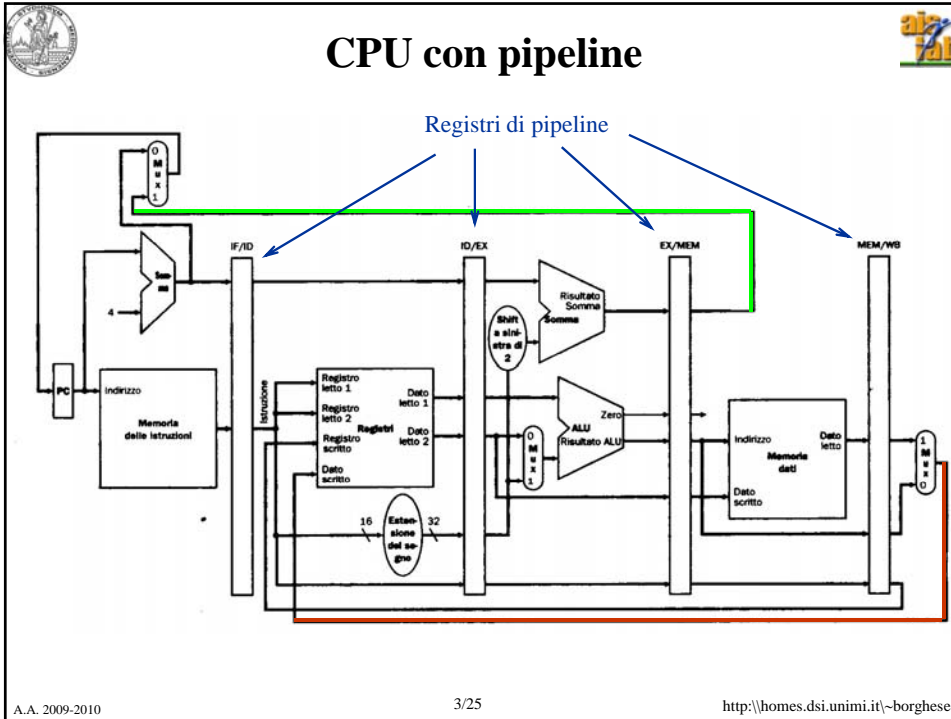 CPU con pipeline
Registri di pipeline
0
M
u
x
1
IF/ID
ID/EX
EX/MEM
MEM/WB
Som-
ma
4
Shift
a sini-
stra di
2
Risultato
Somma
Somma
PC
Indirizzo
Memoria
delle istruzioni
Istruzione
Registro
letto 1
Registro
letto 2
Registro
scritto
Dato
scritto
Registri
Dato
letto 1
Dato
letto 2
0
M
u
x
1
Zero
ALU
Risultato ALU
Indirizzo
Dato
letto
Memoria
dati
Dato
scritto
1
M
u
x
0
16
Esten-
sione
del se-
gno
32
A.A. 2009-2010
3/25
http:\\homes.dsi.unimi.it\~borghese